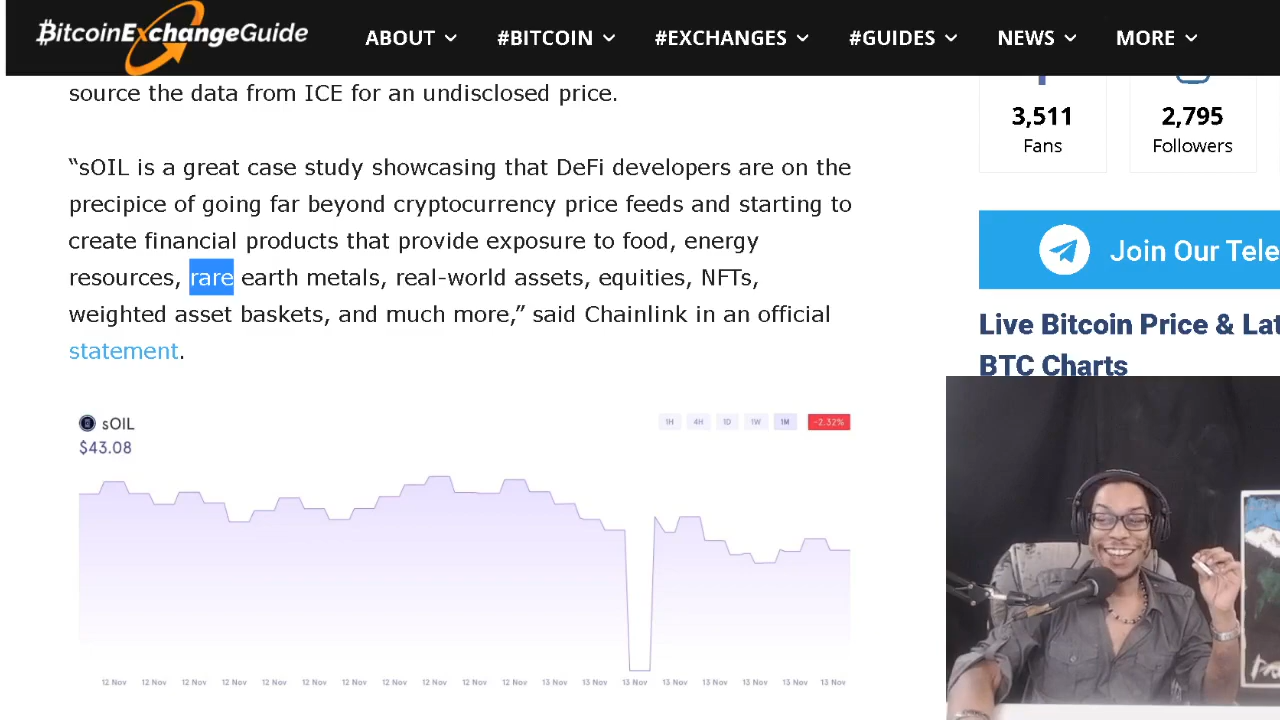 BitcoinExchangeGuide
ABOUT #BITCOIN #EXCHANGES #GUIDES NEWS MORE
source the data from ICE for an undisclosed price.
“sOIL is a great case study showcasing that DeFi developers are on the
precipice of going far beyond cryptocurrency price feeds and starting to
create financial products that provide exposure to food, energy
resources, rare earth metals, real-world assets, equities, NFTs,
weighted asset baskets, and much more,” said Chainlink in an official
statement.
3,511 2,795
Fans Followers
Join Our Tele
Live Bitcoin Price & Lat
BTC Charts
sOIL
$43.08
1H 4H 1D 1W 1M -2.32%
12 Nov 12 Nov 12 Nov 12 Nov 12 Nov 12 Nov 12 Nov 12 Nov 12 Nov 12 Nov 12 Nov 13 Nov 13 Nov 13 Nov 13 Nov 13 Nov 13 Nov 13 Nov 13 Nov